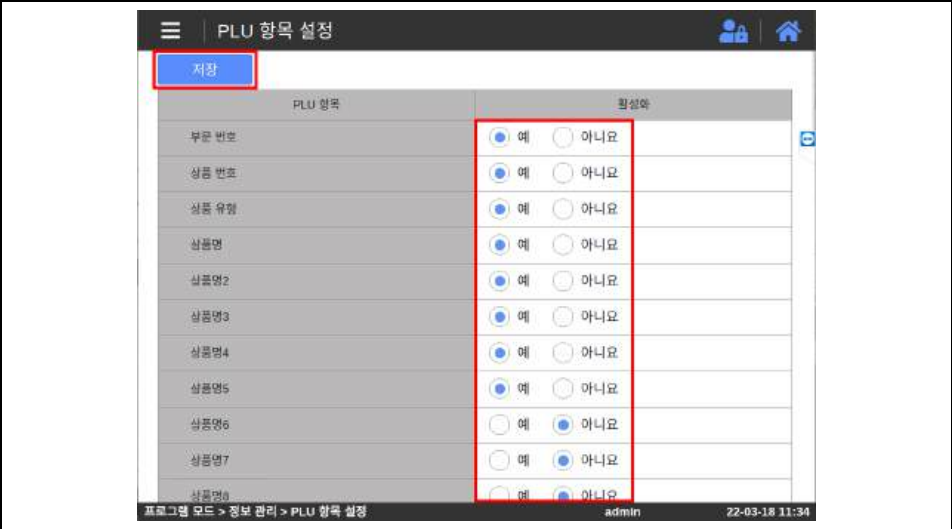 PLU 항목 설정
저장
PLU 항목 활성화
부문 번호 예 아니요
상품 번호 예 아니요
상품 유형 예 아니요
상품명 예 아니요
상품명2 예 아니요
상품명3 예 아니요
상품명4 예 아니요
상품명5 예 아니요
상품명6 예 아니요
상품명7 예 아니요
상품명8 예 아니요
프로그램 모드 > 정보 관리 > PLU 항목 설정 admin 22-03-18 11:34